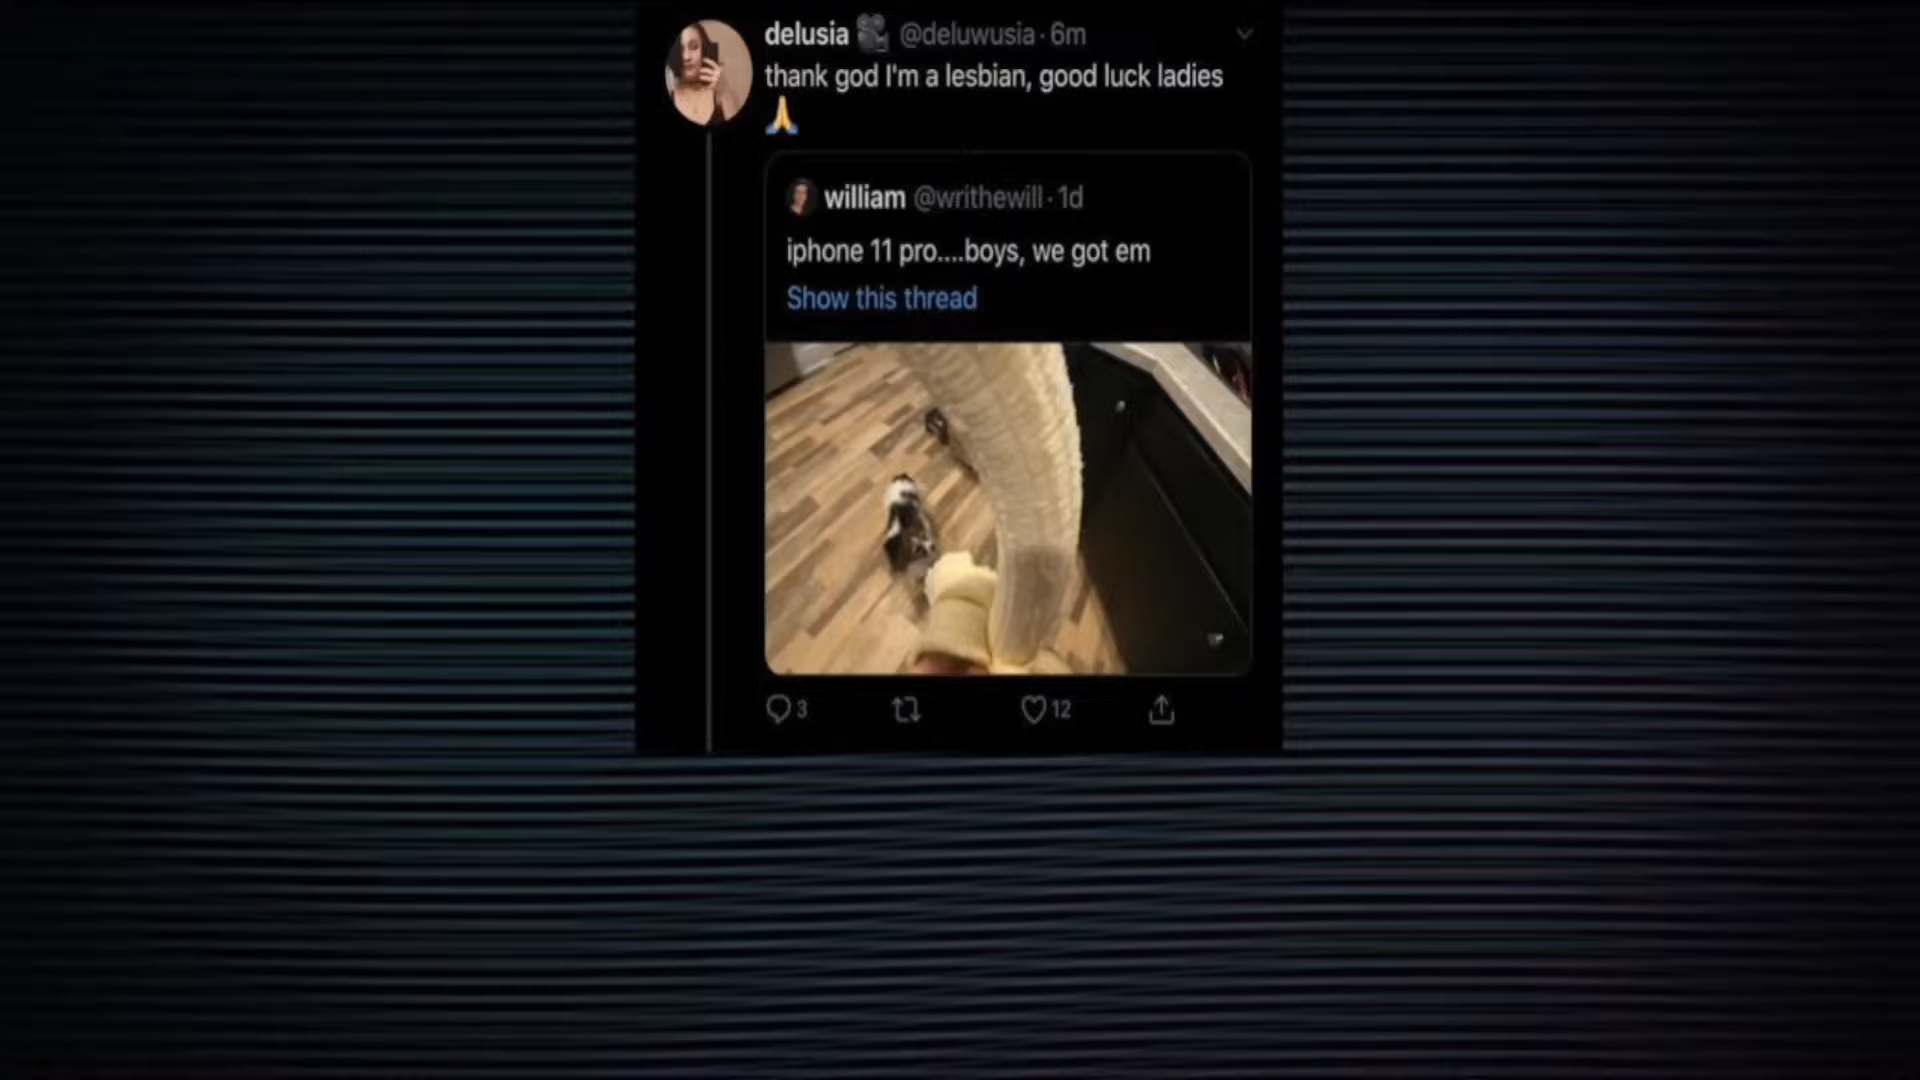 delusia 🎥 @deluwusia · 6m
thank god I'm a lesbian, good luck ladies
🙏
william @writhewill · 1d
iphone 11 pro....boys, we got em
Show this thread
3 12